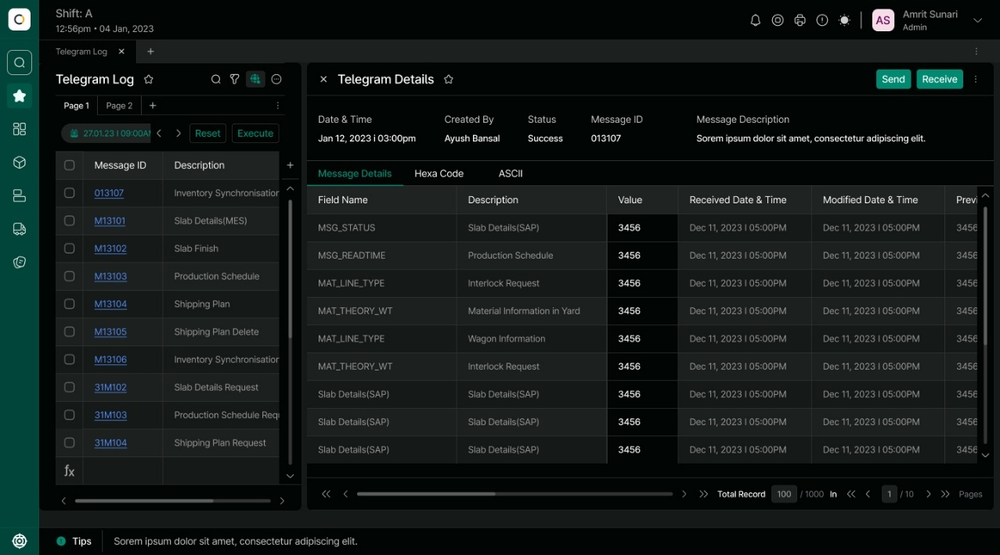 Shift: A
12:56pm • 04 Jan, 2023
AS
Amrit Sunari
Admin
Telegram Log
Telegram Log
Page 1
Page 2
27.01.23 I 09:00AM
Reset
Execute
Message ID Description
013107 Inventory Synchronisation
M13101 Slab Details(MES)
M13102 Slab Finish
M13103 Production Schedule
M13104 Shipping Plan
M13105 Shipping Plan Delete
M13106 Inventory Synchronisation
31M102 Slab Details Request
31M103 Production Schedule Requ
31M104 Shipping Plan Request
fx
Telegram Details
Send
Receive
Date & Time Created By Status Message ID Message Description
Jan 12, 2023 i 03:00pm Ayush Bansal Success 013107 Sorem ipsum dolor sit amet, consectetur adipiscing elit.
Message Details Hexa Code ASCII
Field Name Description Value Received Date & Time Modified Date & Time Previ
MSG_STATUS Slab Details(SAP) 3456 Dec 11, 2023 I 05:00PM Dec 11, 2023 I 05:00PM 3456
MSG_READTIME Production Schedule 3456 Dec 11, 2023 I 05:00PM Dec 11, 2023 I 05:00PM 3456
MAT_LINE_TYPE Interlock Request 3456 Dec 11, 2023 I 05:00PM Dec 11, 2023 I 05:00PM 3456
MAT_THEORY_WT Material Information in Yard 3456 Dec 11, 2023 I 05:00PM Dec 11, 2023 I 05:00PM 3456
MAT_LINE_TYPE Wagon Information 3456 Dec 11, 2023 I 05:00PM Dec 11, 2023 I 05:00PM 3456
MAT_THEORY_WT Interlock Request 3456 Dec 11, 2023 I 05:00PM Dec 11, 2023 I 05:00PM 3456
Slab Details(SAP) Slab Details(SAP) 3456 Dec 11, 2023 I 05:00PM Dec 11, 2023 I 05:00PM 3456
Slab Details(SAP) Slab Details(SAP) 3456 Dec 11, 2023 I 05:00PM Dec 11, 2023 I 05:00PM 3456
Slab Details(SAP) Slab Details(SAP) 3456 Dec 11, 2023 I 05:00PM Dec 11, 2023 I 05:00PM 3456
Total Record 100 / 1000 In 1 / 10 Pages
Tips Sorem ipsum dolor sit amet, consectetur adipiscing elit.